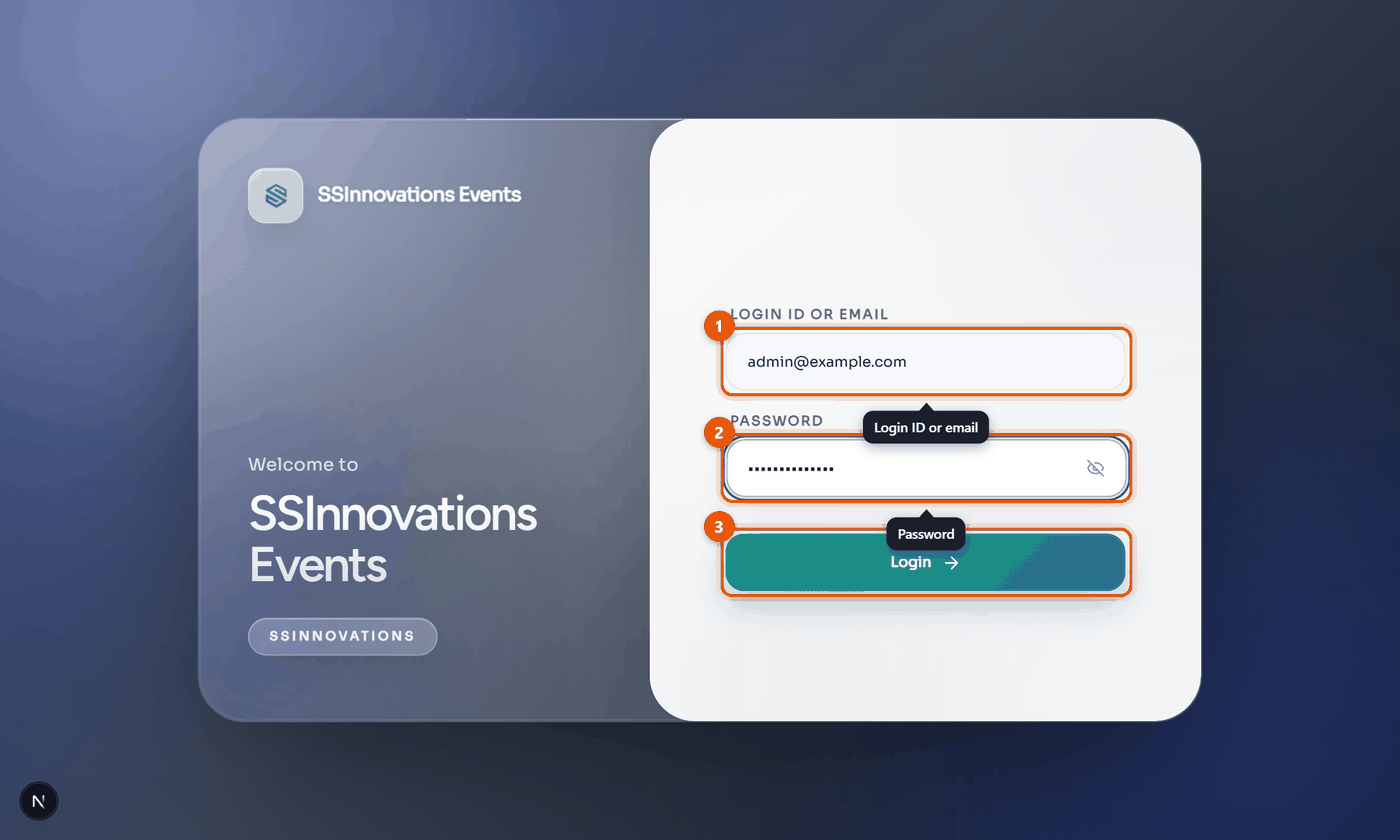 SSInnovations Events
Welcome to
SSInnovations
Events
SSINNOVATIONS
1
LOGIN ID OR EMAIL
admin@example.com
Login ID or email
2
PASSWORD
••••••••••••••
Password
3
Login →
N